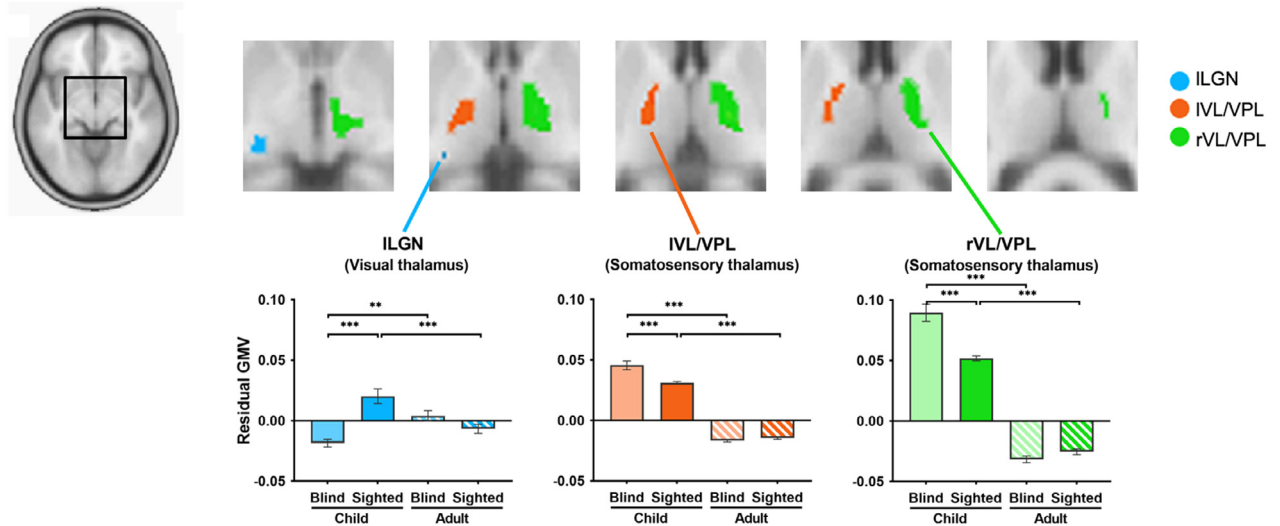 lLGN
lVL/VPL
rVL/VPL
lLGN
(Visual thalamus)
lVL/VPL
(Somatosensory thalamus)
rVL/VPL
(Somatosensory thalamus)
Residual GMV
0.10
0.05
0.00
-0.05
**
***
***
Blind Sighted Blind Sighted
Child Adult
0.10
0.05
0.00
-0.05
***
***
***
Blind Sighted Blind Sighted
Child Adult
0.10
0.05
0.00
-0.05
***
***
***
Blind Sighted Blind Sighted
Child Adult